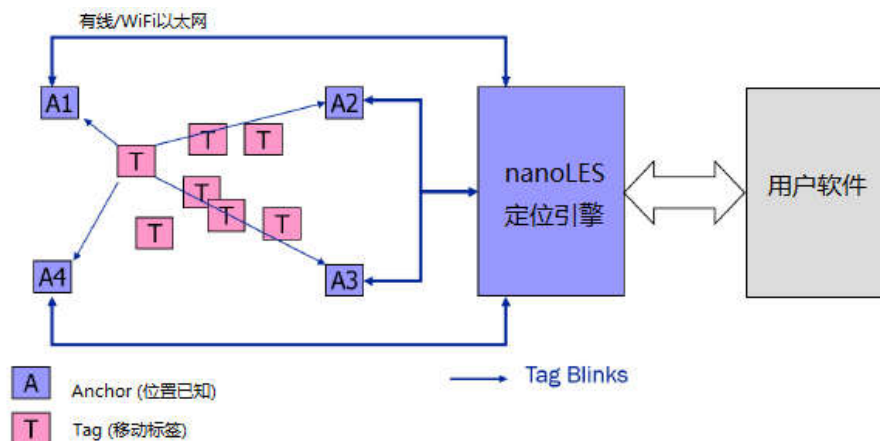 有线/WiFi以太网
A1
A2
T
T
T
nanoLES
定位引擎
用户软件
T
T
T
T
A4
A3
A
Anchor (位置已知)
Tag Blinks
T
Tag (移动标签)